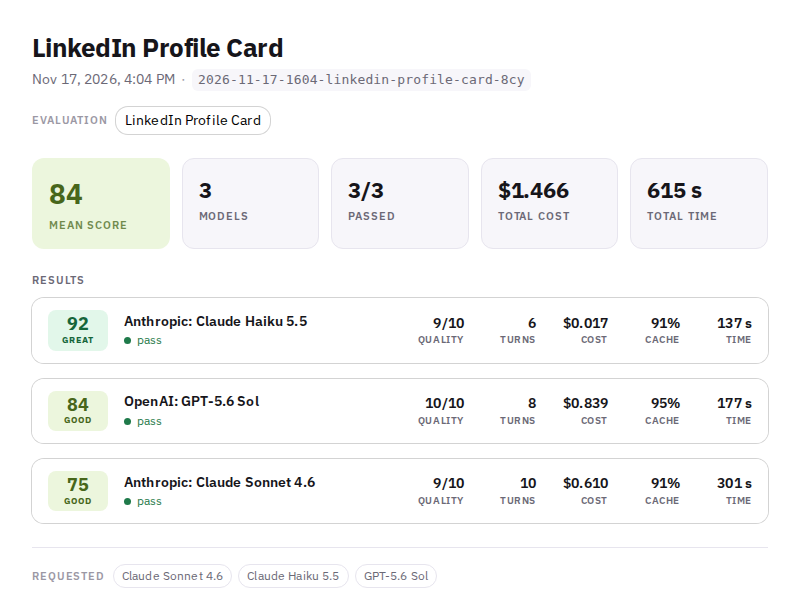 LinkedIn Profile Card
Nov 17, 2026, 4:04 PM · 2026-11-17-1604-linkedin-profile-card-8cy
EVALUATION LinkedIn Profile Card
84 3 3/3 $1.466 615 s
MEAN SCORE MODELS PASSED TOTAL COST TOTAL TIME
RESULTS
92 Anthropic: Claude Haiku 5.5 9/10 6 $0.017 91% 137 s
GREAT pass QUALITY TURNS COST CACHE TIME
84 OpenAI: GPT-5.6 Sol 10/10 8 $0.839 95% 177 s
GOOD pass QUALITY TURNS COST CACHE TIME
75 Anthropic: Claude Sonnet 4.6 9/10 10 $0.610 91% 301 s
GOOD pass QUALITY TURNS COST CACHE TIME
REQUESTED Claude Sonnet 4.6 Claude Haiku 5.5 GPT-5.6 Sol